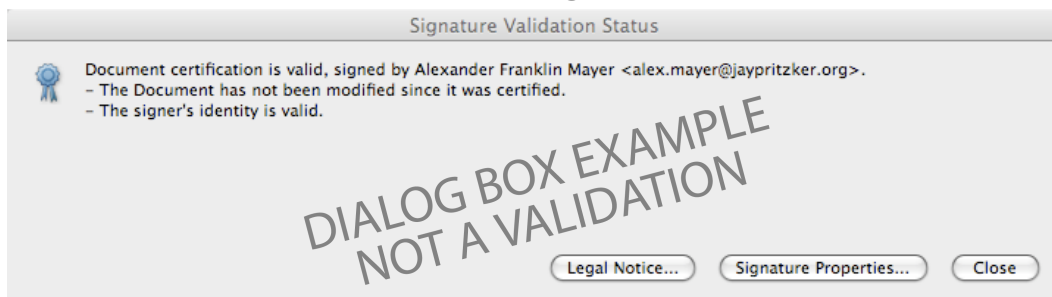 Signature Validation Status
Document certification is valid, signed by Alexander Franklin Mayer <alex.mayer@jaypritzker.org>.
– The Document has not been modified since it was certified.
– The signer's identity is valid.
DIALOG BOX EXAMPLE
NOT A VALIDATION
Legal Notice... Signature Properties... Close